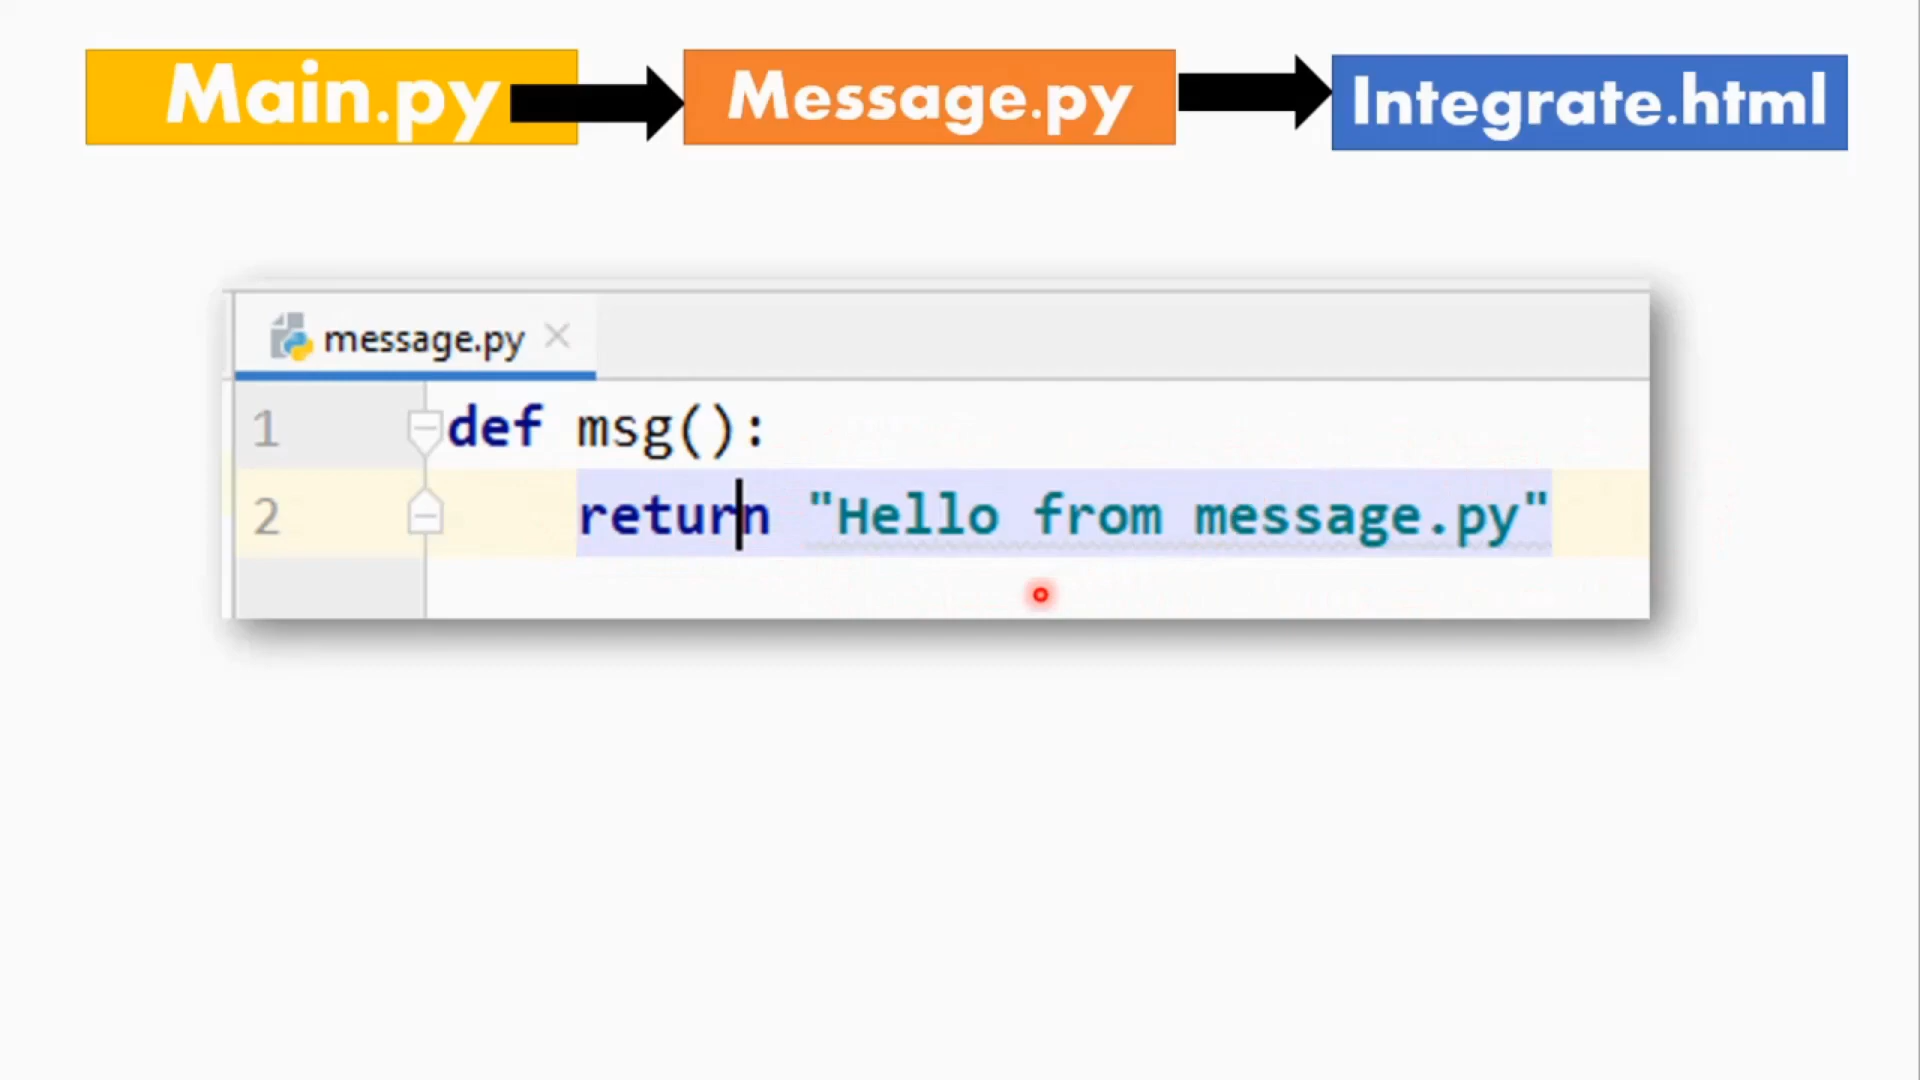 Main.py Message.py Integrate.html
message.py
1 def msg():
2 return "Hello from message.py"